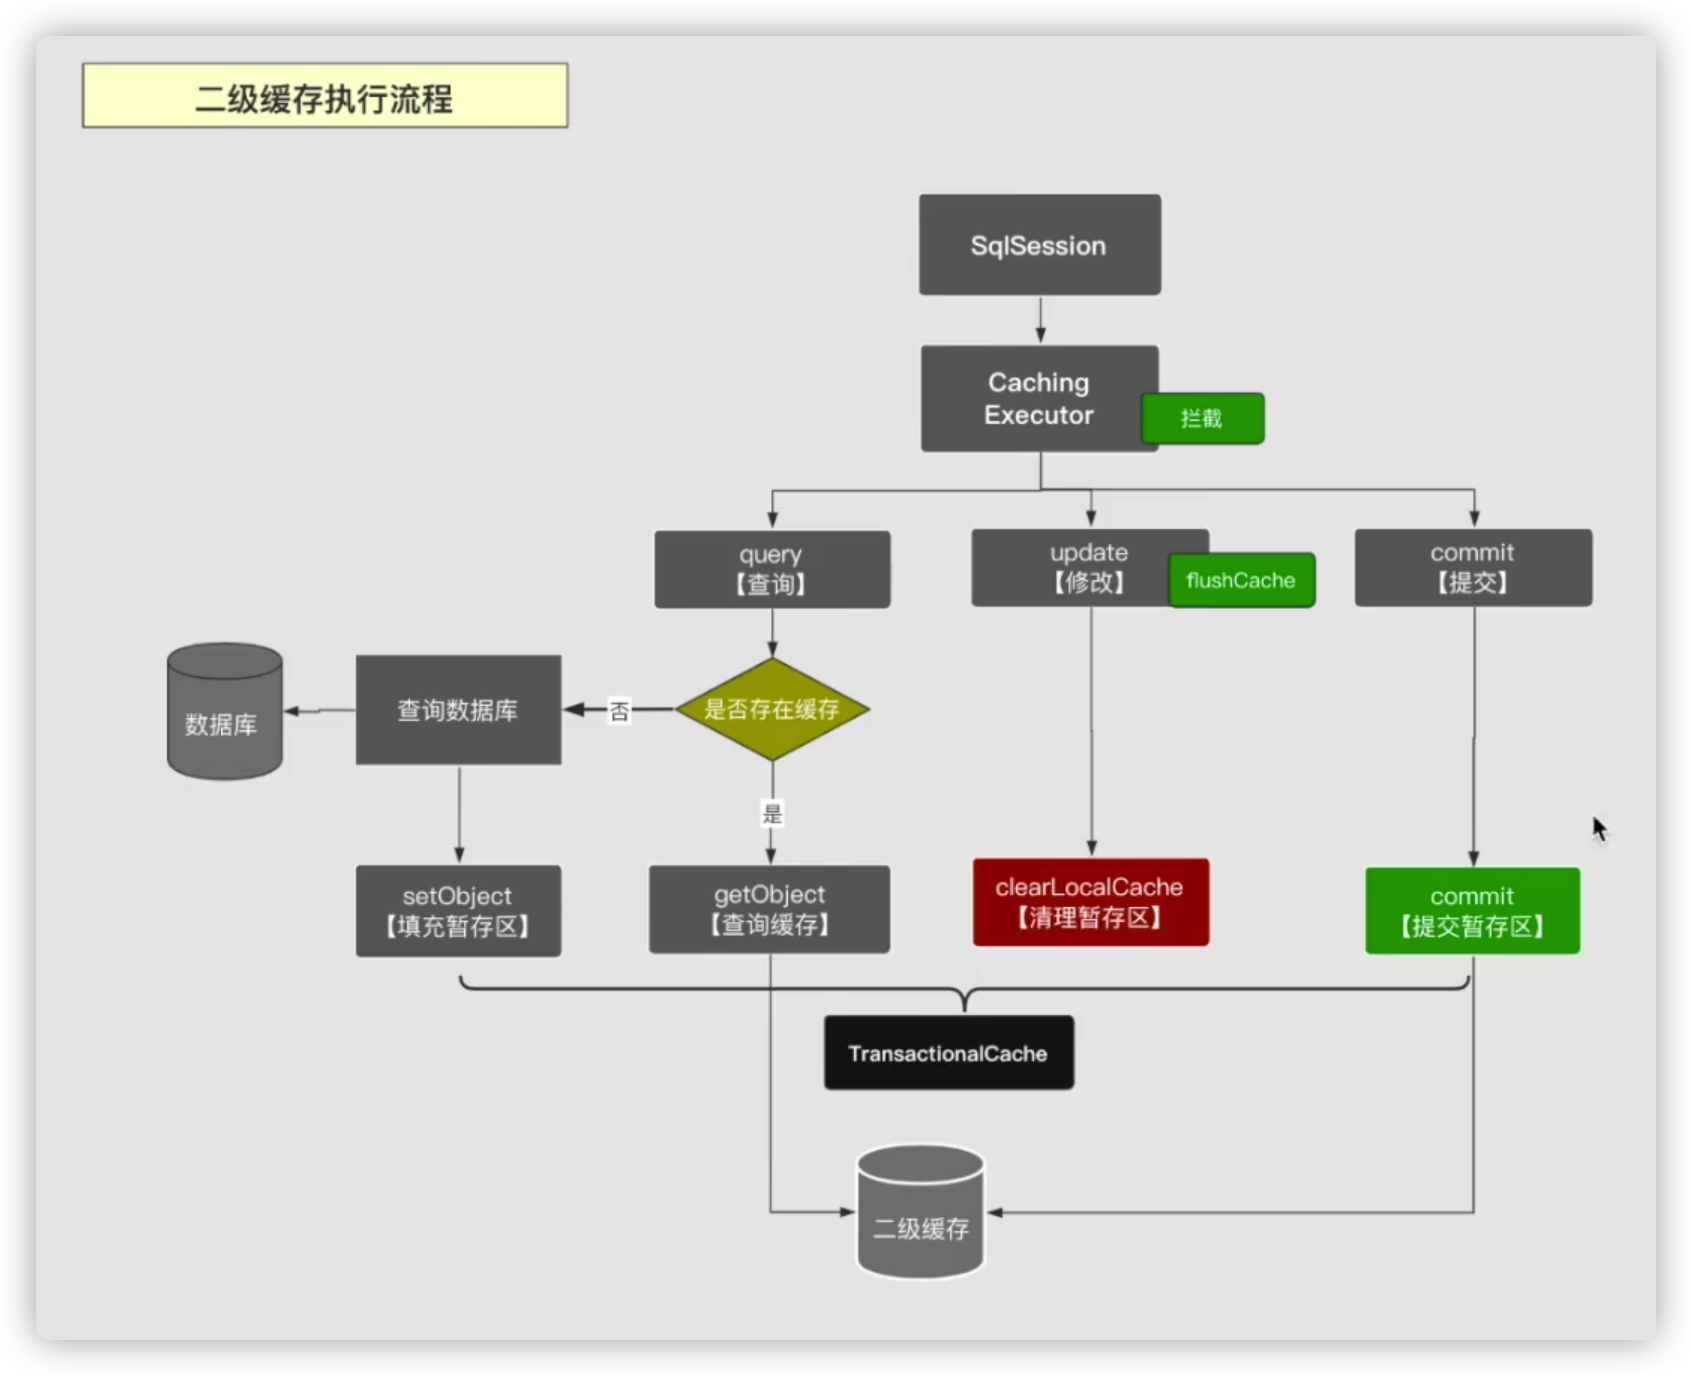 二级缓存执行流程
SqlSession
Caching
Executor
拦截
query
【查询】
update
【修改】
flushCache
commit
【提交】
数据库
查询数据库
否
是否存在缓存
是
setObject
【填充暂存区】
getObject
【查询缓存】
clearLocalCache
【清理暂存区】
commit
【提交暂存区】
TransactionalCache
二级缓存